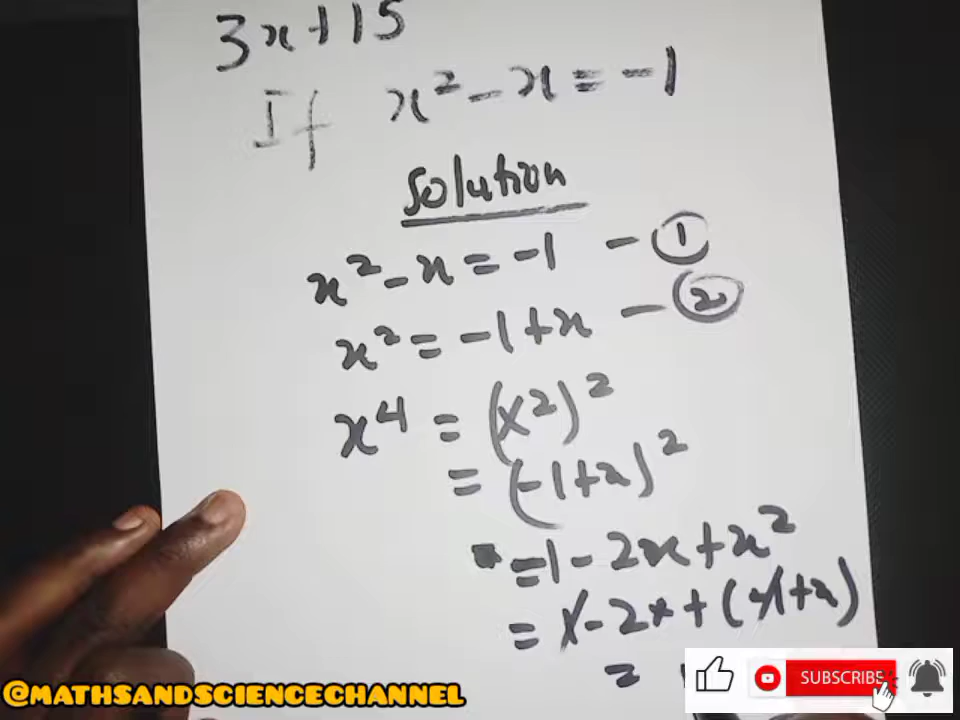 3x+15
If x² - x = -1
Solution
x² - x = -1 - ①
x² = -1 + x - ②
x⁴ = (x²)²
= (-1+x)²
= 1 - 2x + x²
= 1 - 2x + (-1+x)
=
SUBSCRIBE
@MATHSANDSCIENCECHANNEL